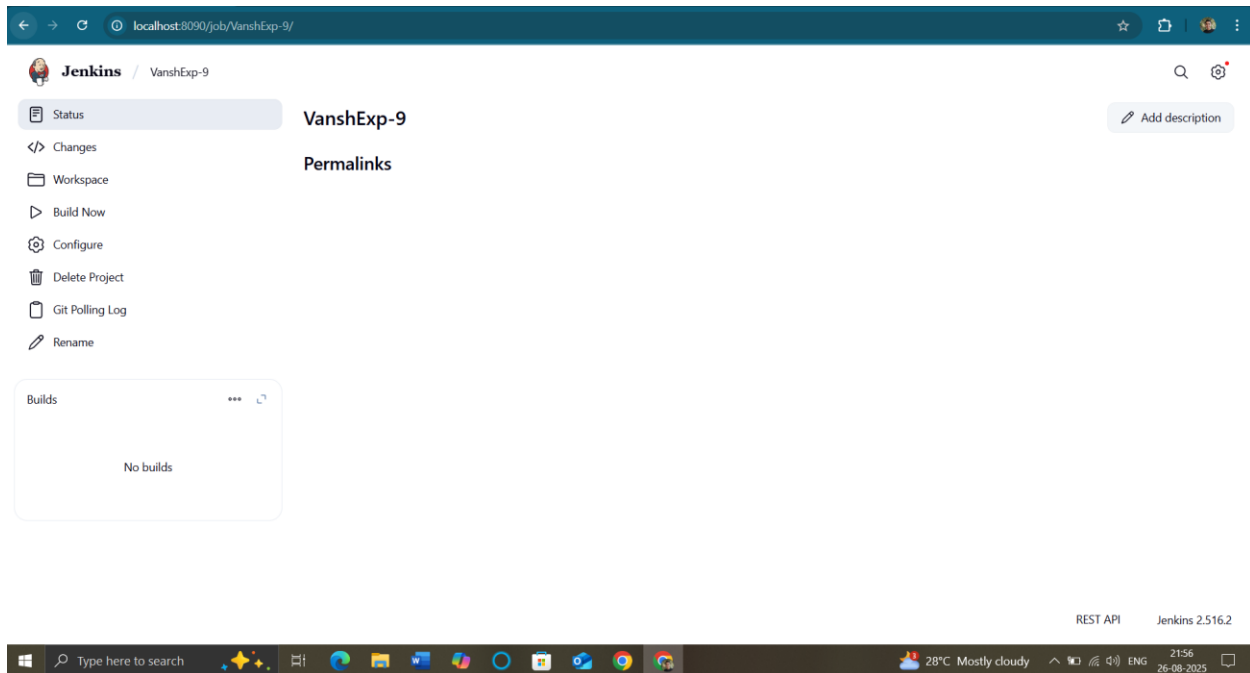 localhost:8090/job/VanshExp-9/
Jenkins / VanshExp-9
Status
VanshExp-9
Add description
Changes
Permalinks
Workspace
Build Now
Configure
Delete Project
Git Polling Log
Rename
Builds
No builds
REST API Jenkins 2.516.2
Type here to search
28°C Mostly cloudy
ENG
21:56
26-08-2025